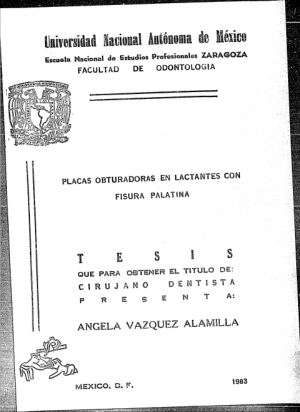 Universidad Nacional Autónoma de México
Escuela Nacional de Estudios Profesionales ZARAGOZA
FACULTAD DE ODONTOLOGIA
PLACAS OBTURADORAS EN LACTANTES CON
FISURA PALATINA
T E S I S
QUE PARA OBTENER EL TITULO DE:
CIRUJANO DENTISTA
P R E S E N T A:
ANGELA VAZQUEZ ALAMILLA
MEXICO, D. F. 1983